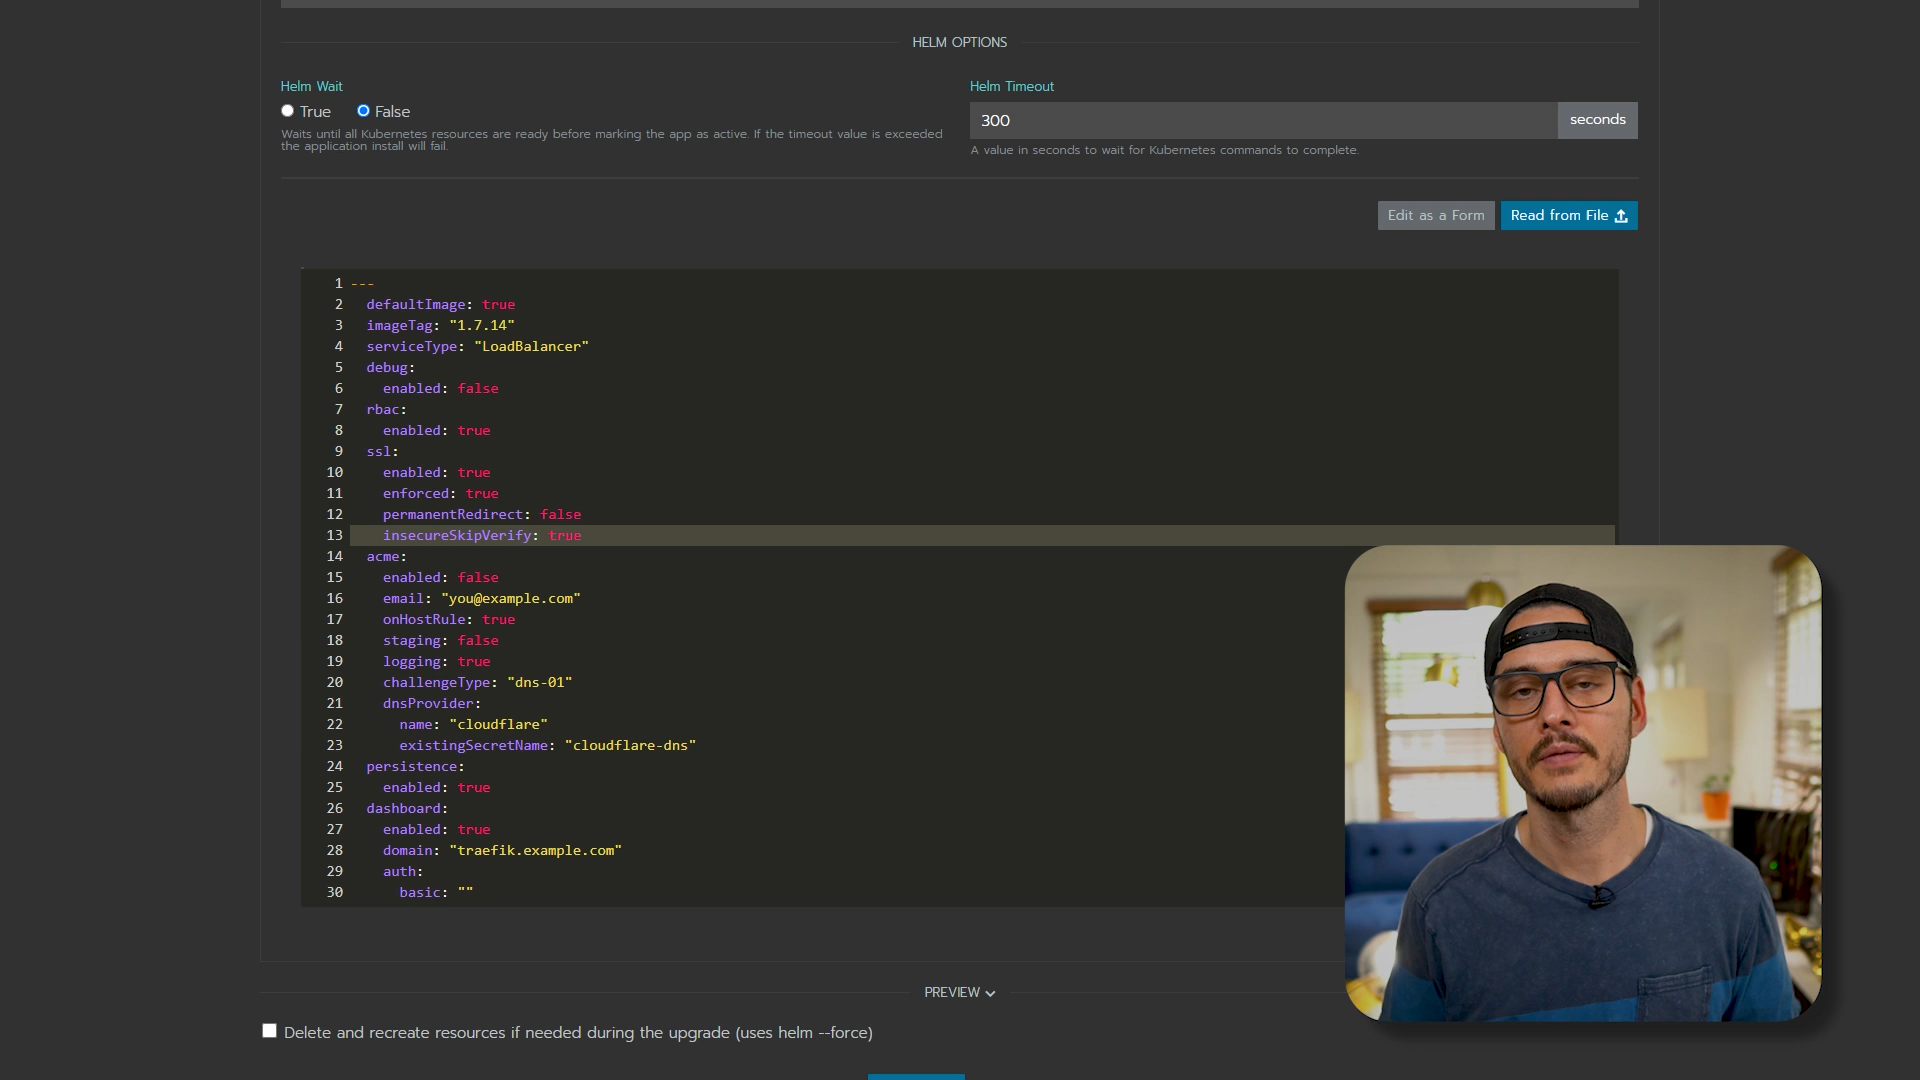 HELM OPTIONS
Helm Wait
Helm Timeout
True False
300 seconds
Waits until all Kubernetes resources are ready before marking the app as active. If the timeout value is exceeded
the application install will fail.
A value in seconds to wait for Kubernetes commands to complete.
Edit as a Form Read from File
1 ---
2 defaultImage: true
3 imageTag: "1.7.14"
4 serviceType: "LoadBalancer"
5 debug:
6 enabled: false
7 rbac:
8 enabled: true
9 ssl:
10 enabled: true
11 enforced: true
12 permanentRedirect: false
13 insecureSkipVerify: true
14 acme:
15 enabled: false
16 email: "you@example.com"
17 onHostRule: true
18 staging: false
19 logging: true
20 challengeType: "dns-01"
21 dnsProvider:
22 name: "cloudflare"
23 existingSecretName: "cloudflare-dns"
24 persistence:
25 enabled: true
26 dashboard:
27 enabled: true
28 domain: "traefik.example.com"
29 auth:
30 basic: ""
PREVIEW
Delete and recreate resources if needed during the upgrade (uses helm --force)